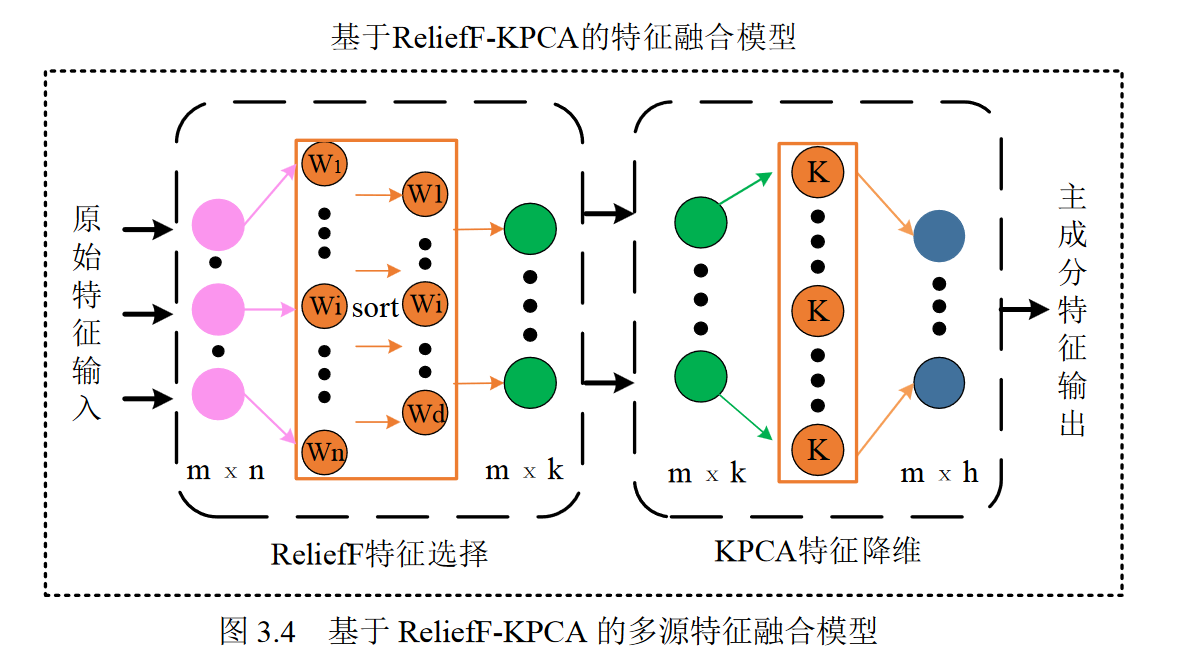 基于ReliefF-KPCA的特征融合模型
原始特征输入
W1
Wi
Wn
sort
W1
Wi
Wd
m x n
m x k
ReliefF特征选择
m x k
K
K
K
m x h
KPCA特征降维
主成分特征输出
图 3.4 基于 ReliefF-KPCA 的多源特征融合模型